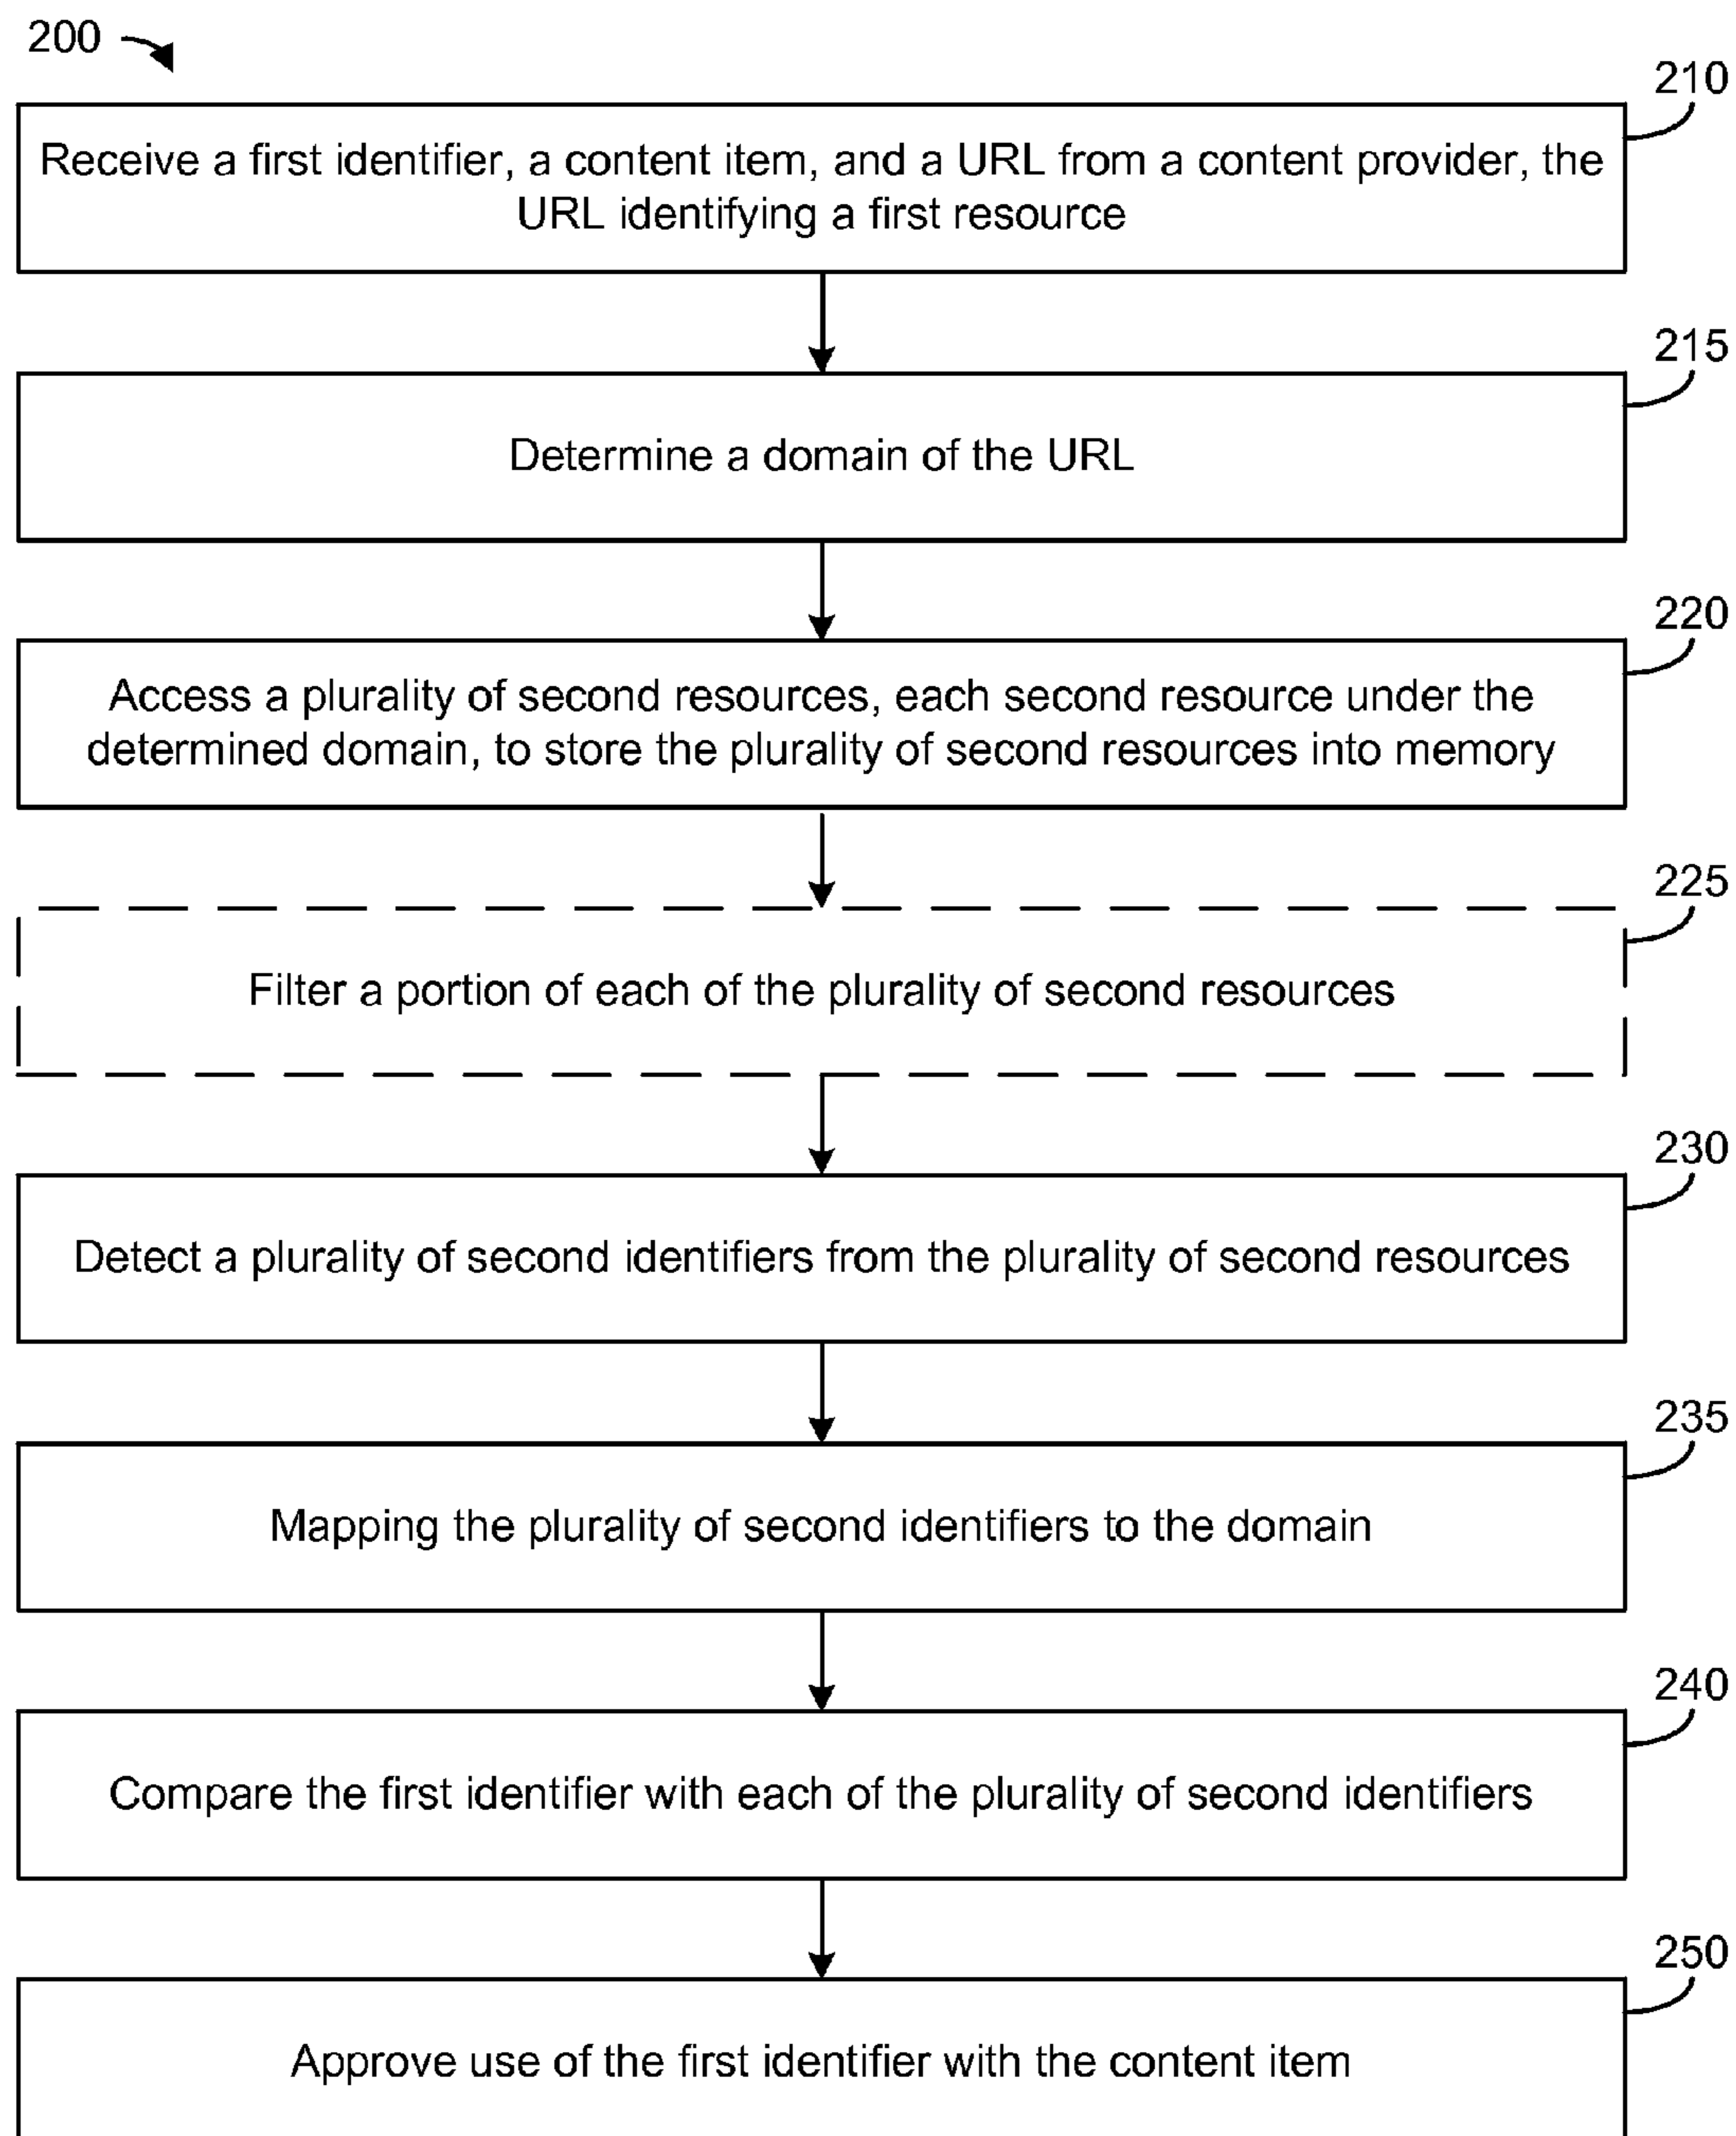 200
210
Receive a first identifier, a content item, and a URL from a content provider, the
URL identifying a first resource
215
Determine a domain of the URL
220
Access a plurality of second resources, each second resource under the
determined domain, to store the plurality of second resources into memory
225
Filter a portion of each of the plurality of second resources
230
Detect a plurality of second identifiers from the plurality of second resources
235
Mapping the plurality of second identifiers to the domain
240
Compare the first identifier with each of the plurality of second identifiers
250
Approve use of the first identifier with the content item